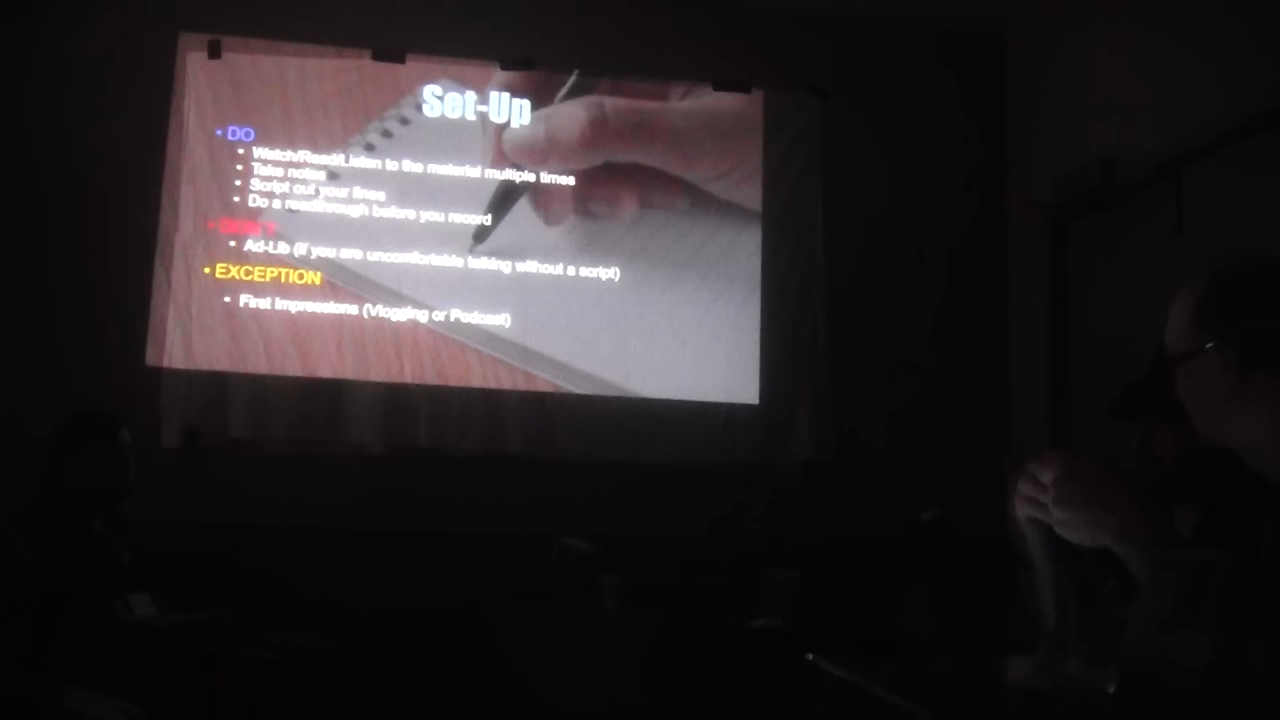 Set-Up
• DO
• Watch/Read/Listen to the material multiple times
• Take notes
• Script out your lines
• Do a readthrough before you record
• DON'T
• Ad-Lib (if you are uncomfortable talking without a script)
• EXCEPTION
• First Impressions (Vlogging or Podcast)